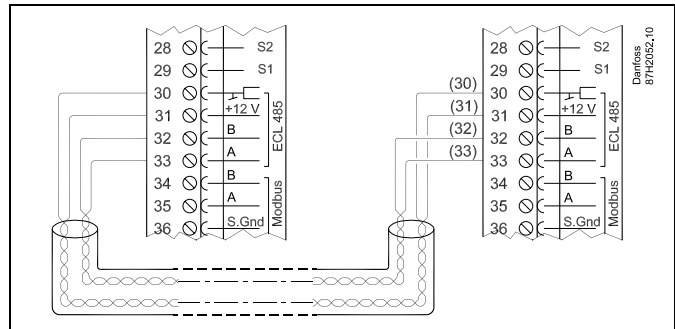 28 S2
29 S1
30
31 +12 V
32 B
33 A
ECL 485
34 B
35 A
36 S.Gnd
Modbus
28 S2
29 S1
(30) 30
(31) 31 +12 V
(32) 32 B
(33) 33 A
ECL 485
34 B
35 A
36 S.Gnd
Modbus
Danfoss
87H2052.10